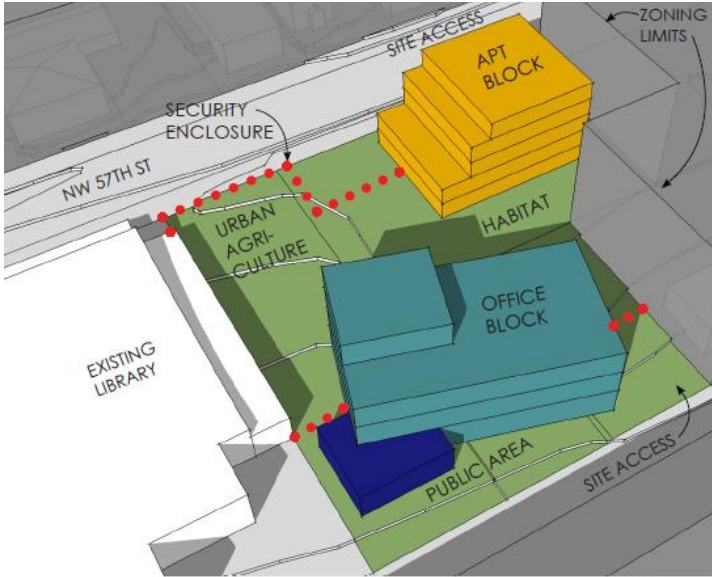 ZONING
LIMITS
SITE ACCESS
APT
BLOCK
SECURITY
ENCLOSURE
NW 57TH ST
URBAN
AGRI-
CULTURE
HABITAT
OFFICE
BLOCK
EXISTING
LIBRARY
PUBLIC AREA
SITE ACCESS